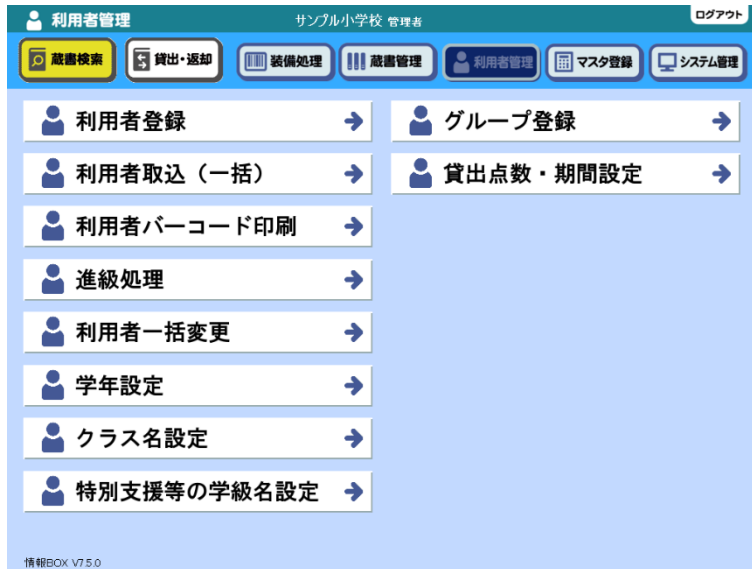 利用者管理 サンプル小学校 管理者 ログアウト
蔵書検索 貸出・返却 装備処理 蔵書管理 利用者管理 マスタ登録 システム管理
利用者登録 グループ登録
利用者取込（一括） 貸出点数・期間設定
利用者バーコード印刷
進級処理
利用者一括変更
学年設定
クラス名設定
特別支援等の学級名設定
情報BOX V7.5.0